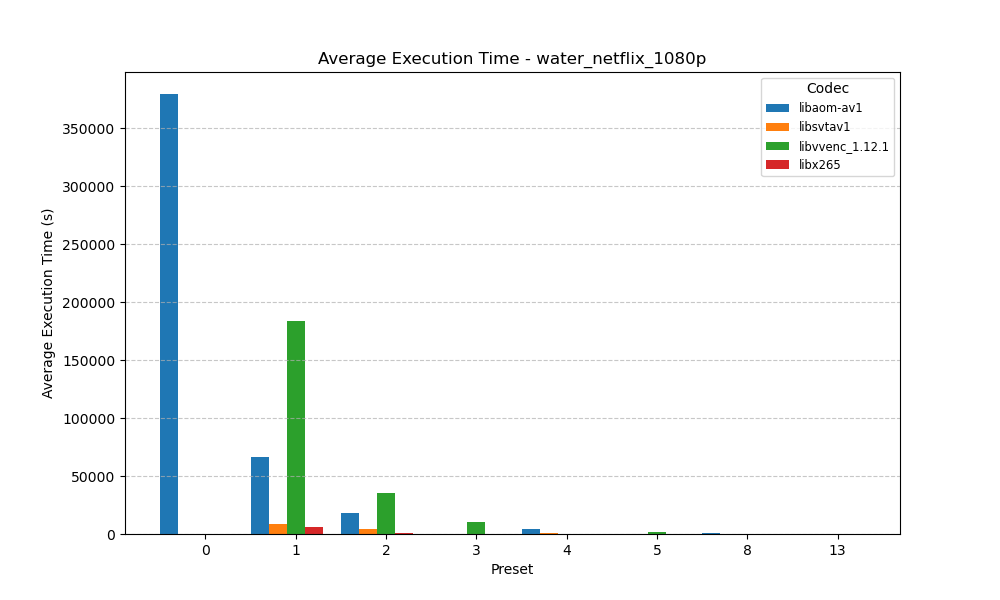 Average Execution Time - water_netflix_1080p
Codec
libaom-av1
libsvtav1
libvvenc_1.12.1
libx265
Average Execution Time (s)
350000
300000
250000
200000
150000
100000
50000
0
0 1 2 3 4 5 8 13
Preset